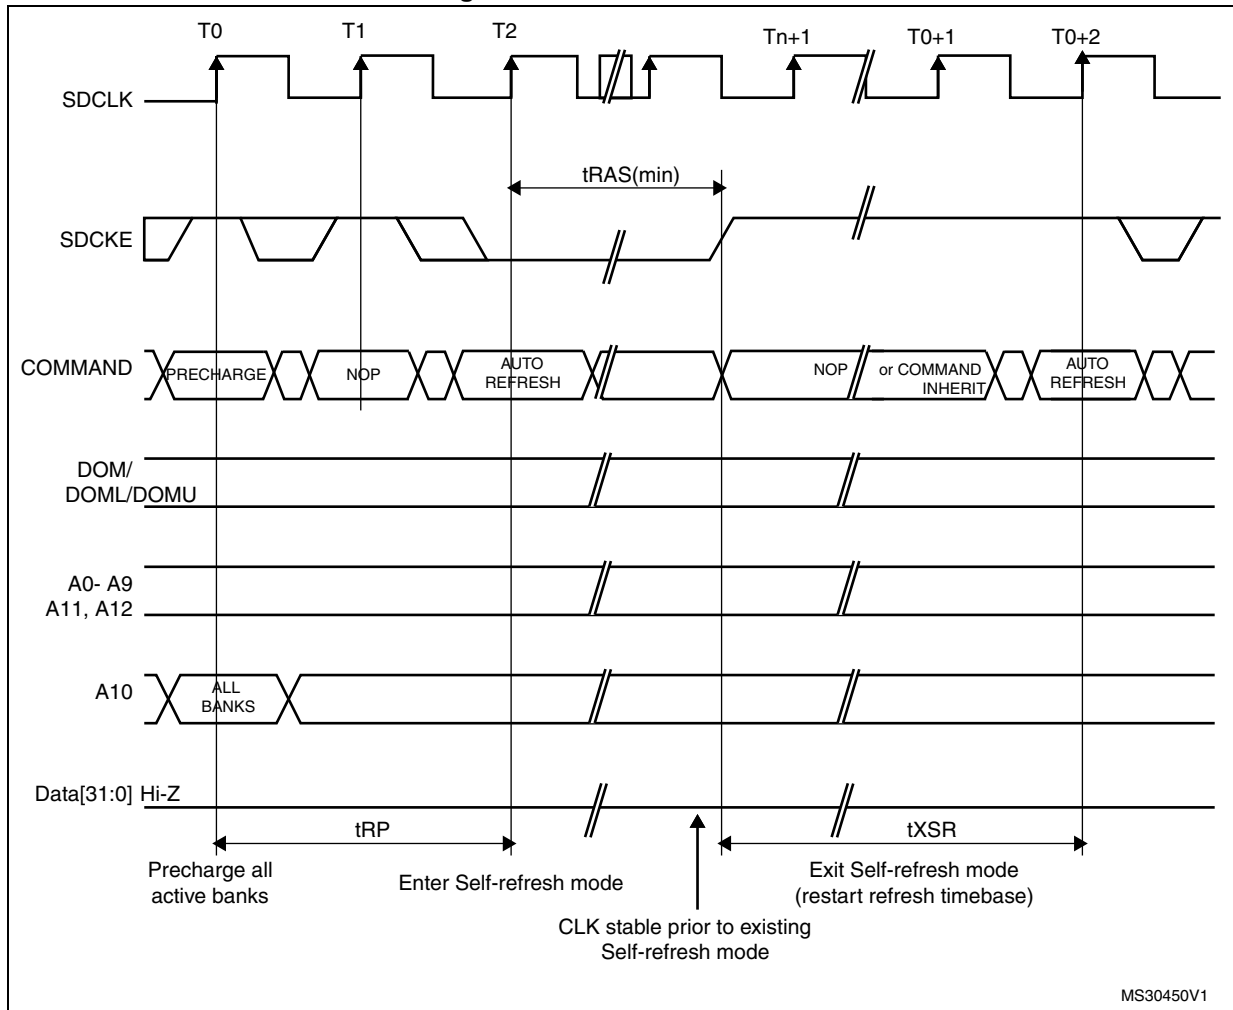 T0 T1 T2 Tn+1 T0+1 T0+2
SDCLK
tRAS(min)
SDCKE
COMMAND PRECHARGE NOP AUTO REFRESH NOP or COMMAND INHERIT AUTO REFRESH
DOM/
DOML/DOMU
A0- A9
A11, A12
A10 ALL BANKS
Data[31:0] Hi-Z
tRP tXSR
Precharge all
active banks
Enter Self-refresh mode
Exit Self-refresh mode
(restart refresh timebase)
CLK stable prior to existing
Self-refresh mode
MS30450V1